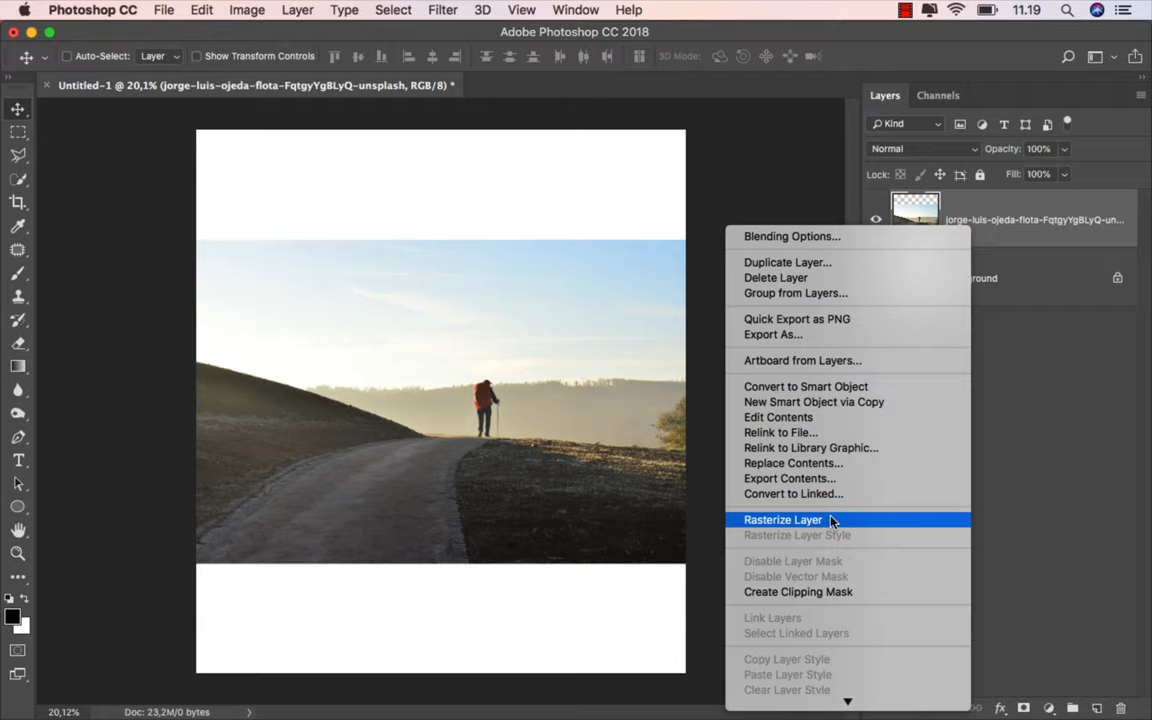 Photoshop CC File Edit Image Layer Type Select Filter 3D View Window Help 11.19
Adobe Photoshop CC 2018
Auto-Select: Layer Show Transform Controls 3D Mode:
× Untitled-1 @ 20,1% (jorge-luis-ojeda-flota-FqtgyYgBLyQ-unsplash, RGB/8) *
Layers Channels
Kind
Normal Opacity: 100%
Lock: Fill: 100%
jorge-luis-ojeda-flota-FqtgyYgBLyQ-un...
ground
Blending Options...
Duplicate Layer...
Delete Layer
Group from Layers...
Quick Export as PNG
Export As...
Artboard from Layers...
Convert to Smart Object
New Smart Object via Copy
Edit Contents
Relink to File...
Relink to Library Graphic...
Replace Contents...
Export Contents...
Convert to Linked...
Rasterize Layer
Rasterize Layer Style
Disable Layer Mask
Disable Vector Mask
Create Clipping Mask
Link Layers
Select Linked Layers
Copy Layer Style
Paste Layer Style
Clear Layer Style
20,12% Doc: 23,2M/0 bytes